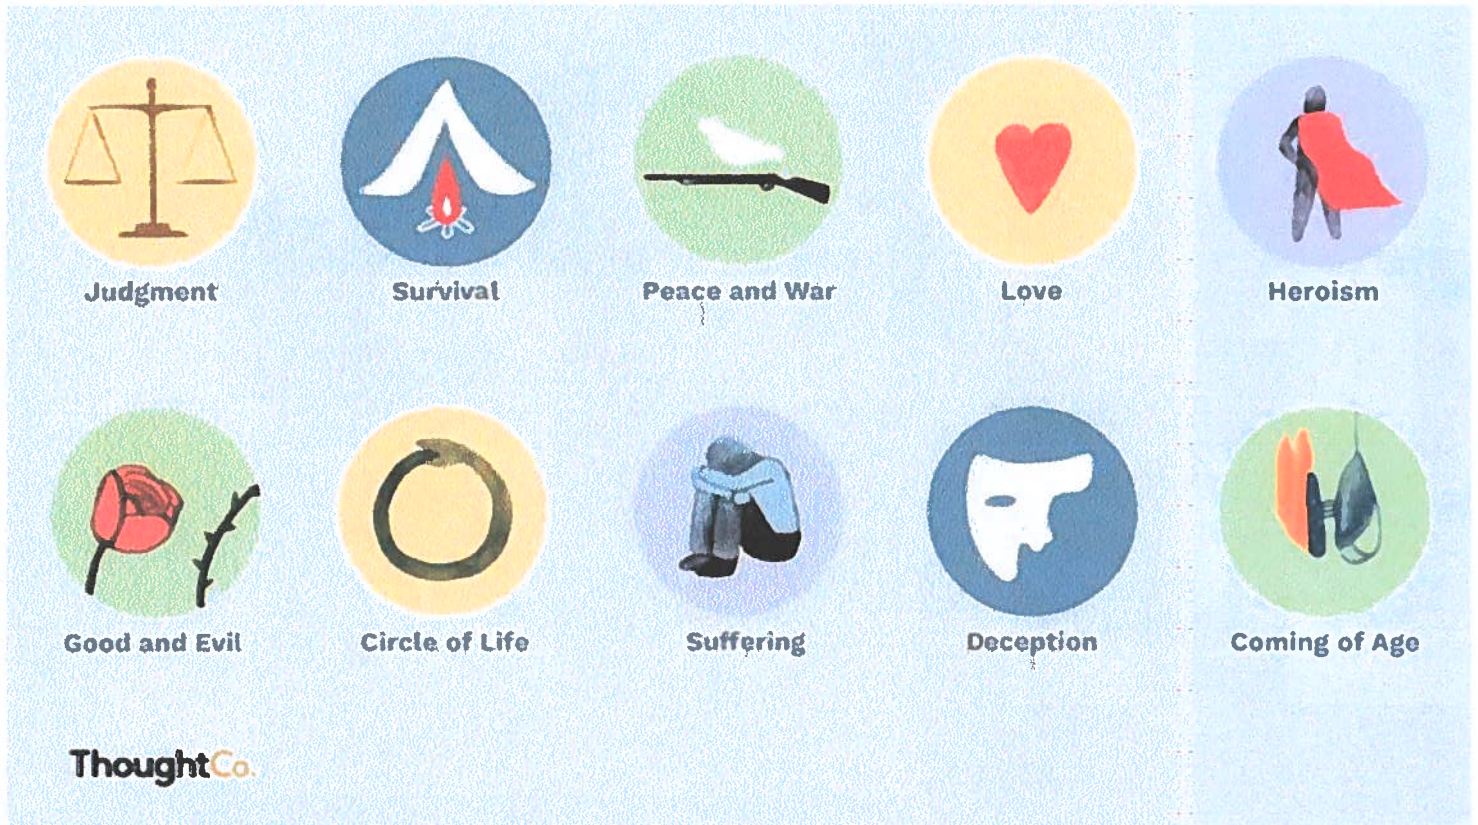 Judgment
Survival
Peace and War
Love
Heroism
Good and Evil
Circle of Life
Suffering
Deception
Coming of Age
ThoughtCo.